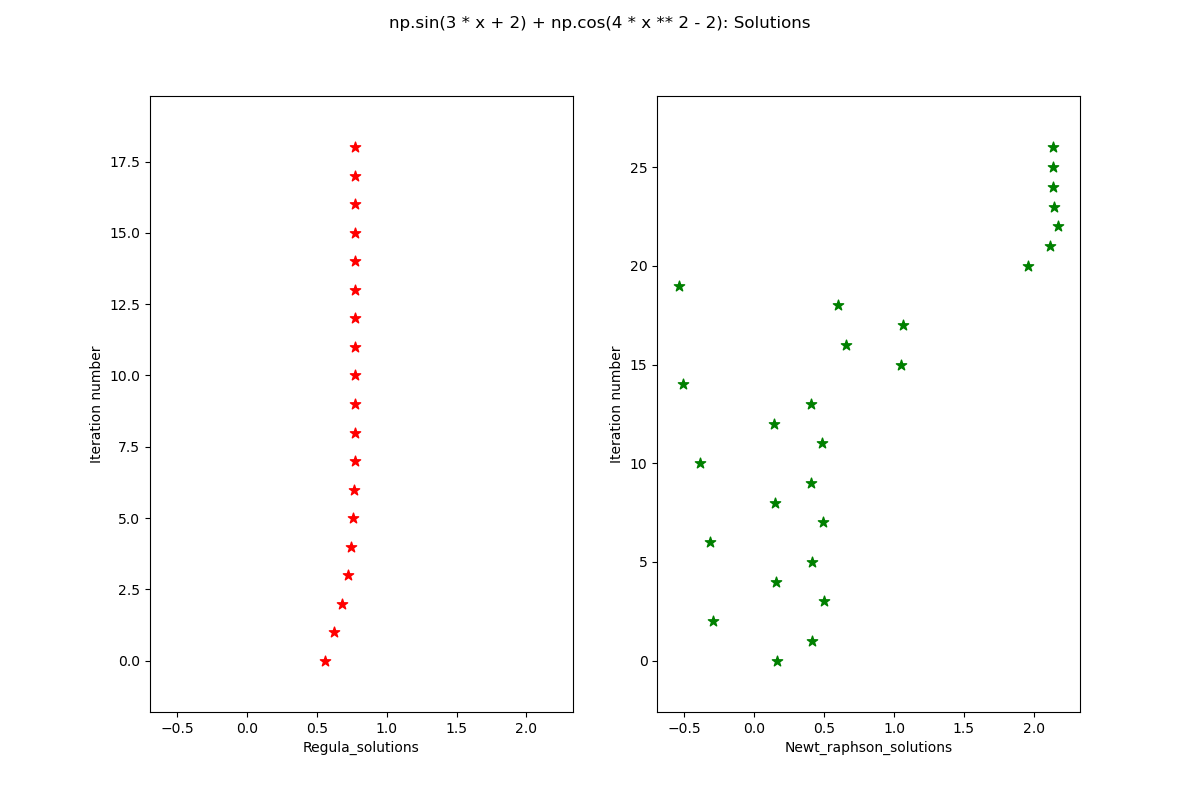 np.sin(3 * x + 2) + np.cos(4 * x ** 2 - 2): Solutions
17.5
15.0
12.5
10.0
7.5
5.0
2.5
0.0
Iteration number
−0.5 0.0 0.5 1.0 1.5 2.0
Regula_solutions
25
20
15
10
5
0
Iteration number
−0.5 0.0 0.5 1.0 1.5 2.0
Newt_raphson_solutions